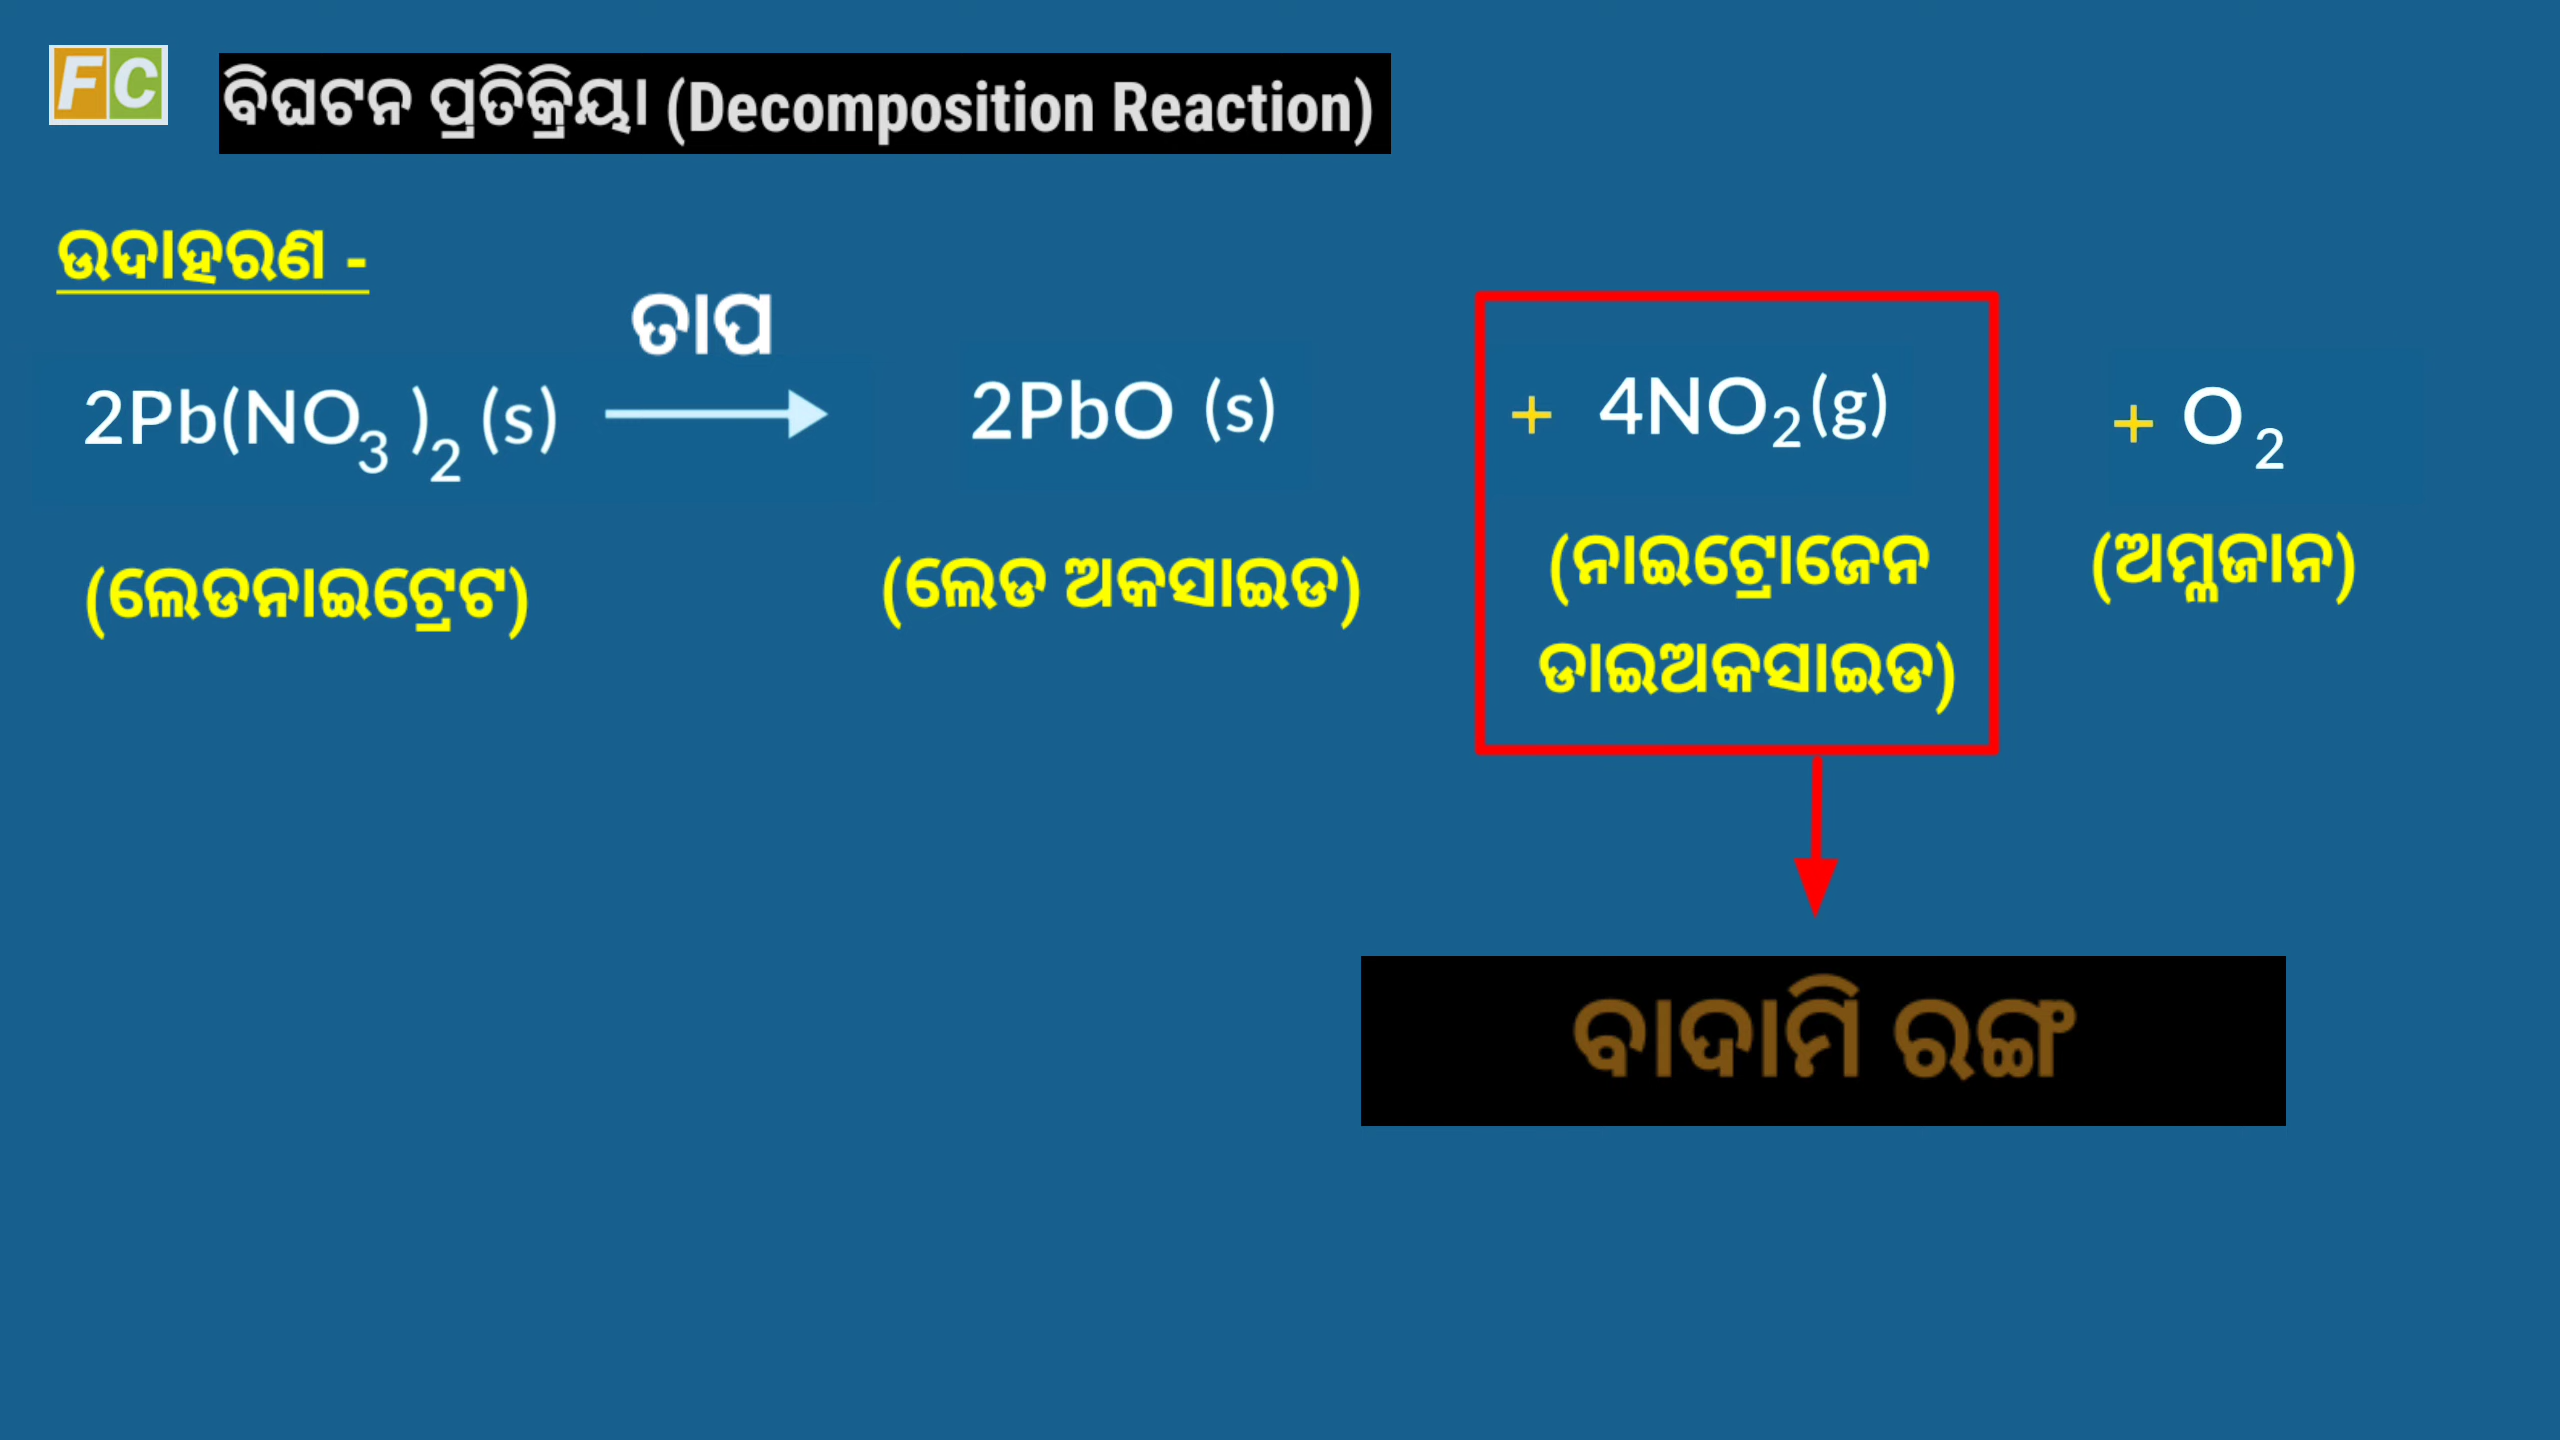 FC
ବିଘଟନ ପ୍ରତିକ୍ରିୟା (Decomposition Reaction)
ଉଦାହରଣ -
ତାପ
2Pb(NO₃)₂ (s) → 2PbO (s) + 4NO₂(g) + O₂
(ଲେଡନାଇଟ୍ରେଟ) (ଲେଡ ଅକସାଇଡ) (ନାଇଟ୍ରୋଜେନ (ଅମ୍ଳଜାନ)
ଡାଇଅକସାଇଡ)
ବାଦାମି ରଙ୍ଗ